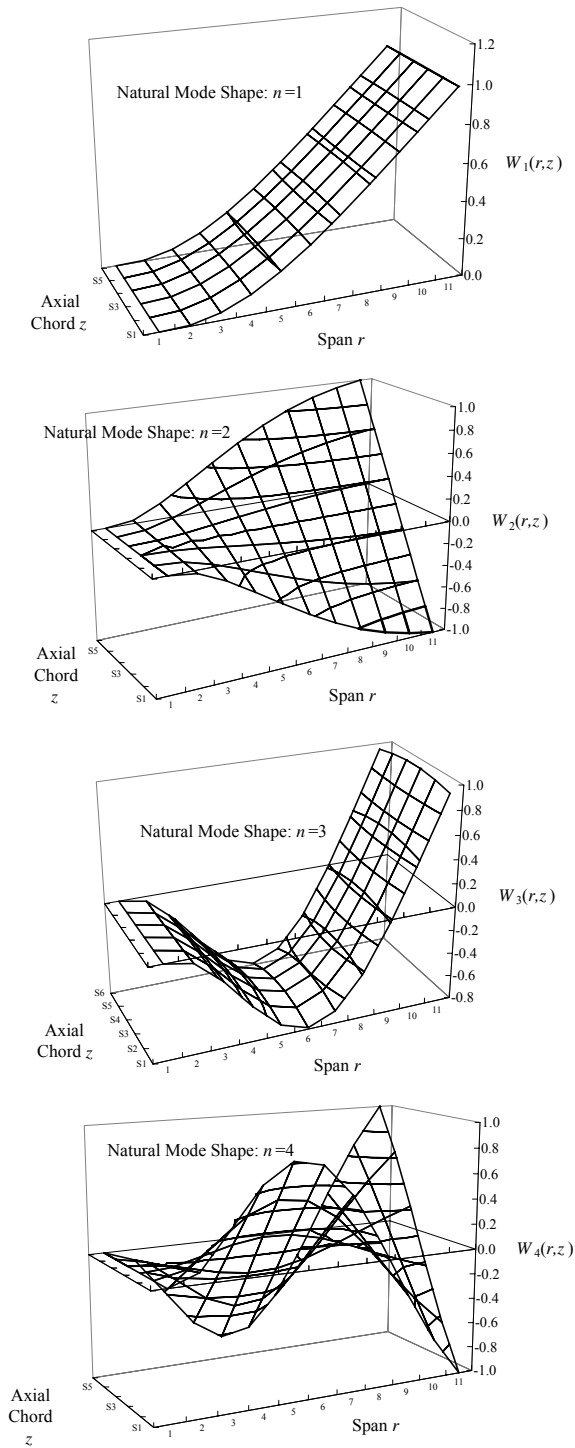 1.2
Natural Mode Shape: n=1
1.0
0.8
W1(r,z)
0.6
0.4
0.2
0.0
S5
S3
S1
Axial
Chord z
1 2 3 4 5 6 7 8 9 10 11
Span r
1.0
Natural Mode Shape: n=2
0.8
0.6
0.4
0.2
0.0
W2(r,z)
-0.2
-0.4
-0.6
-0.8
-1.0
S5
S3
S1
Axial
Chord
z
1 2 3 4 5 6 7 8 9 10 11
Span r
1.0
Natural Mode Shape: n=3
0.8
0.6
0.4
0.2
W3(r,z)
0.0
-0.2
-0.4
-0.6
-0.8
S6
S5
S4
S3
S2
S1
Axial
Chord z
1 2 3 4 5 6 7 8 9 10 11
Span r
1.0
Natural Mode Shape: n=4
0.8
0.6
0.4
0.2
0.0
W4(r,z)
-0.2
-0.4
-0.6
-0.8
-1.0
S5
S3
S1
Axial
Chord
z
1 2 3 4 5 6 7 8 9 10 11
Span r